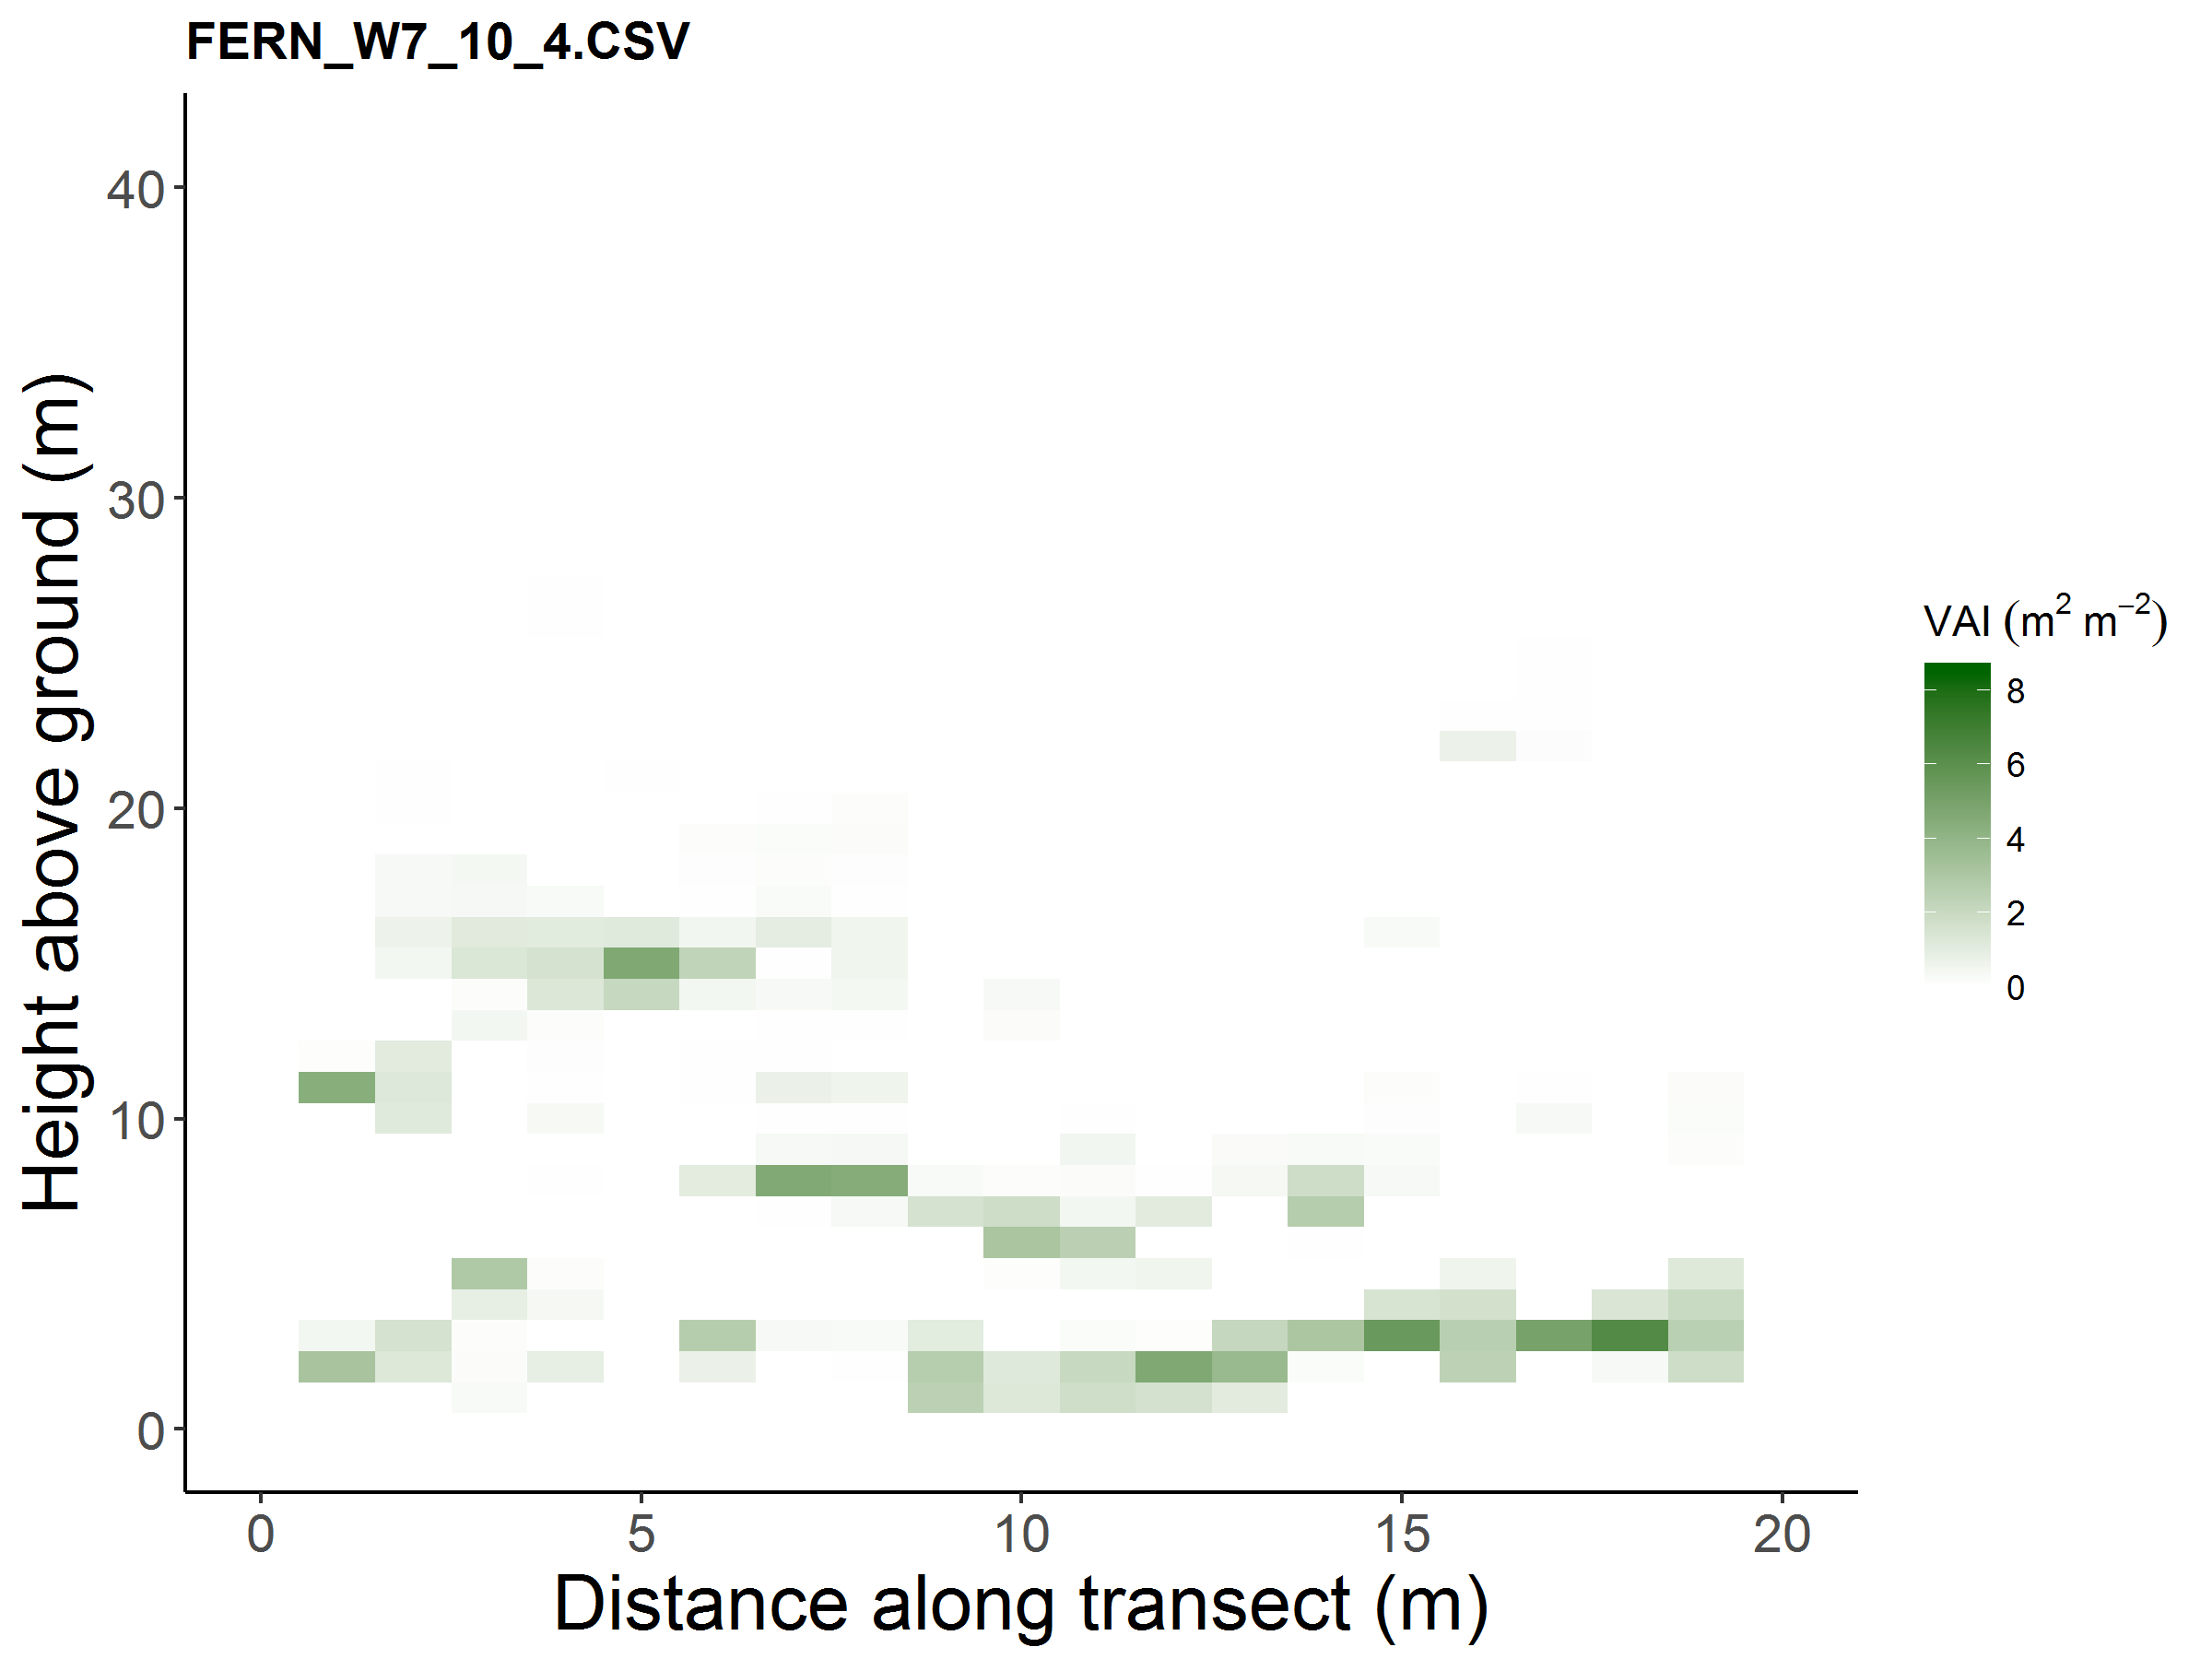 FERN_W7_10_4.CSV
Height above ground (m)
40
30
20
10
0
0 5 10 15 20
Distance along transect (m)
VAI (m² m⁻²)
8
6
4
2
0